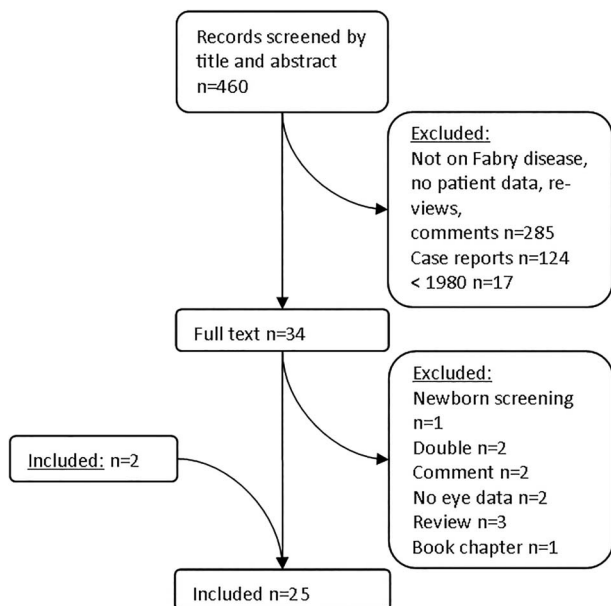 Records screened by
title and abstract
n=460
Excluded:
Not on Fabry disease,
no patient data, re-
views,
comments n=285
Case reports n=124
< 1980 n=17
Full text n=34
Excluded:
Newborn screening
n=1
Double n=2
Comment n=2
No eye data n=2
Review n=3
Book chapter n=1
Included: n=2
Included n=25